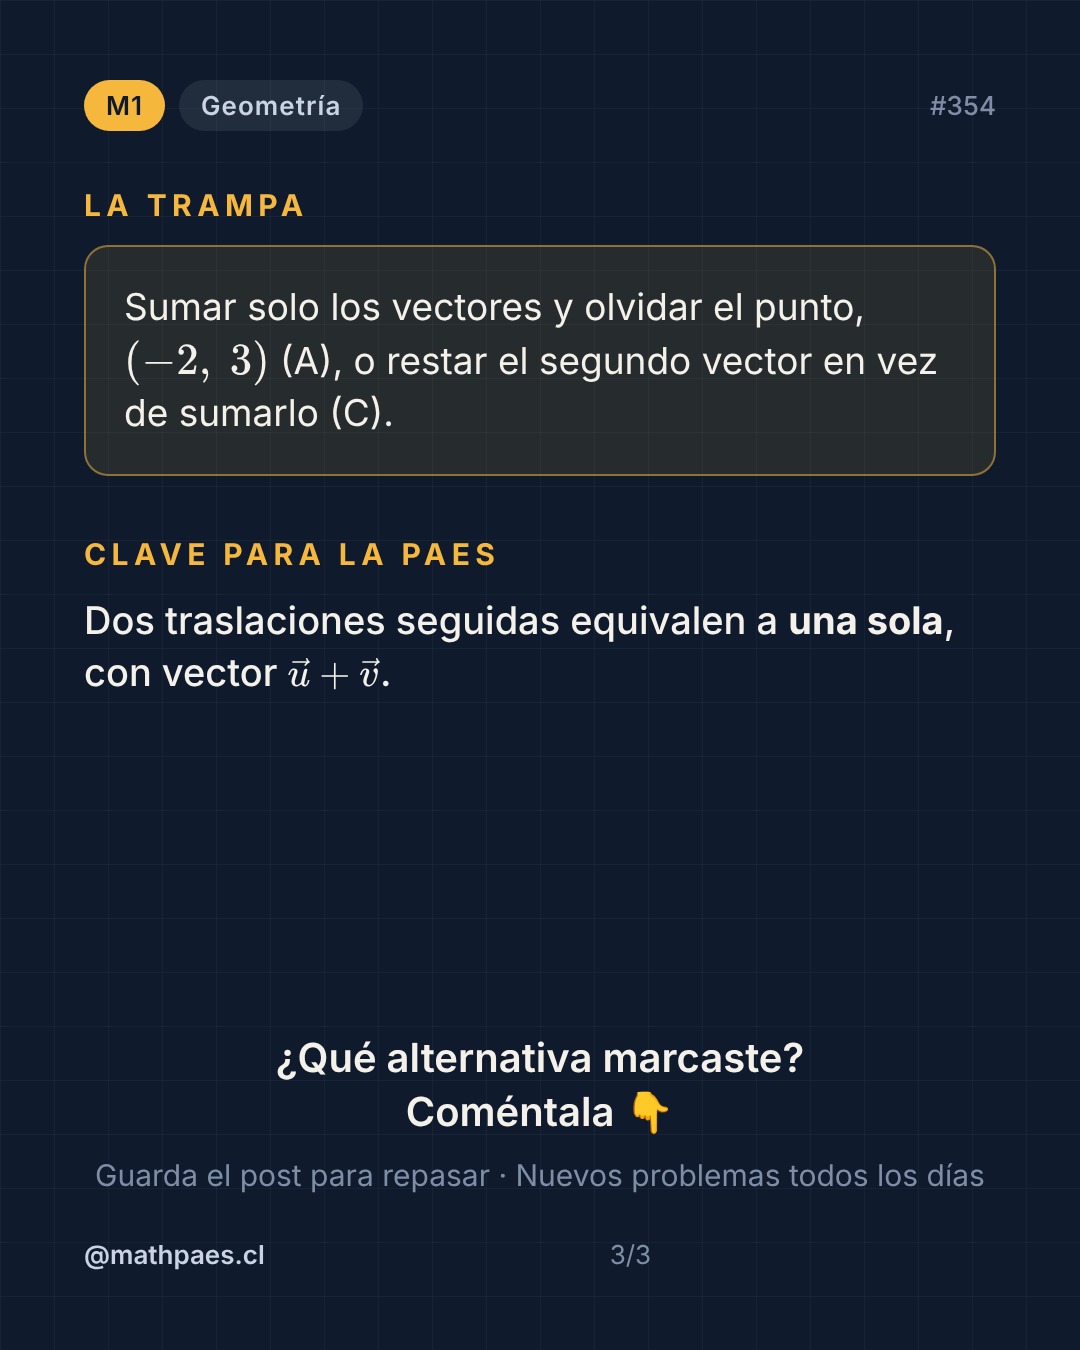 M1 Geometría #354
LA TRAMPA
Sumar solo los vectores y olvidar el punto,
(−2, 3) (A), o restar el segundo vector en vez
de sumarlo (C).
CLAVE PARA LA PAES
Dos traslaciones seguidas equivalen a una sola,
con vector u⃗ + v⃗.
¿Qué alternativa marcaste?
Coméntala 👇
Guarda el post para repasar · Nuevos problemas todos los días
@mathpaes.cl 3/3